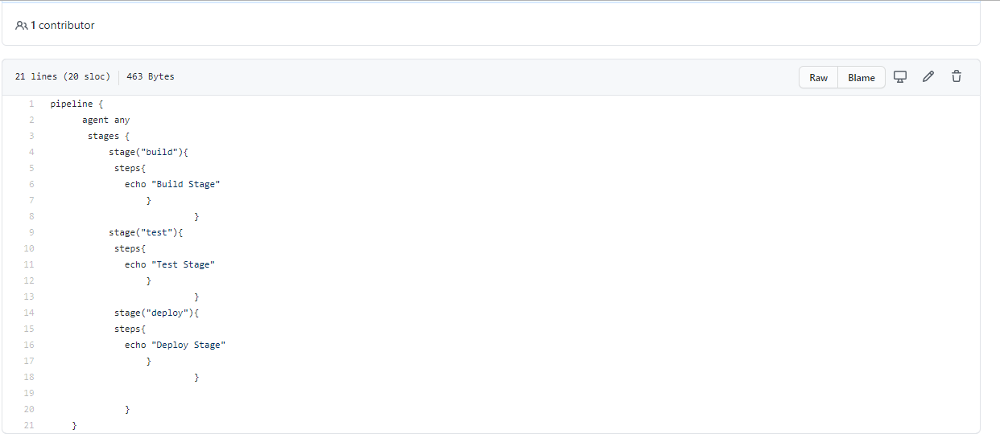 1 contributor
21 lines (20 sloc) 463 Bytes Raw Blame
1 pipeline {
2 agent any
3 stages {
4 stage("build"){
5 steps{
6 echo "Build Stage"
7 }
8 }
9 stage("test"){
10 steps{
11 echo "Test Stage"
12 }
13 }
14 stage("deploy"){
15 steps{
16 echo "Deploy Stage"
17 }
18 }
19
20 }
21 }